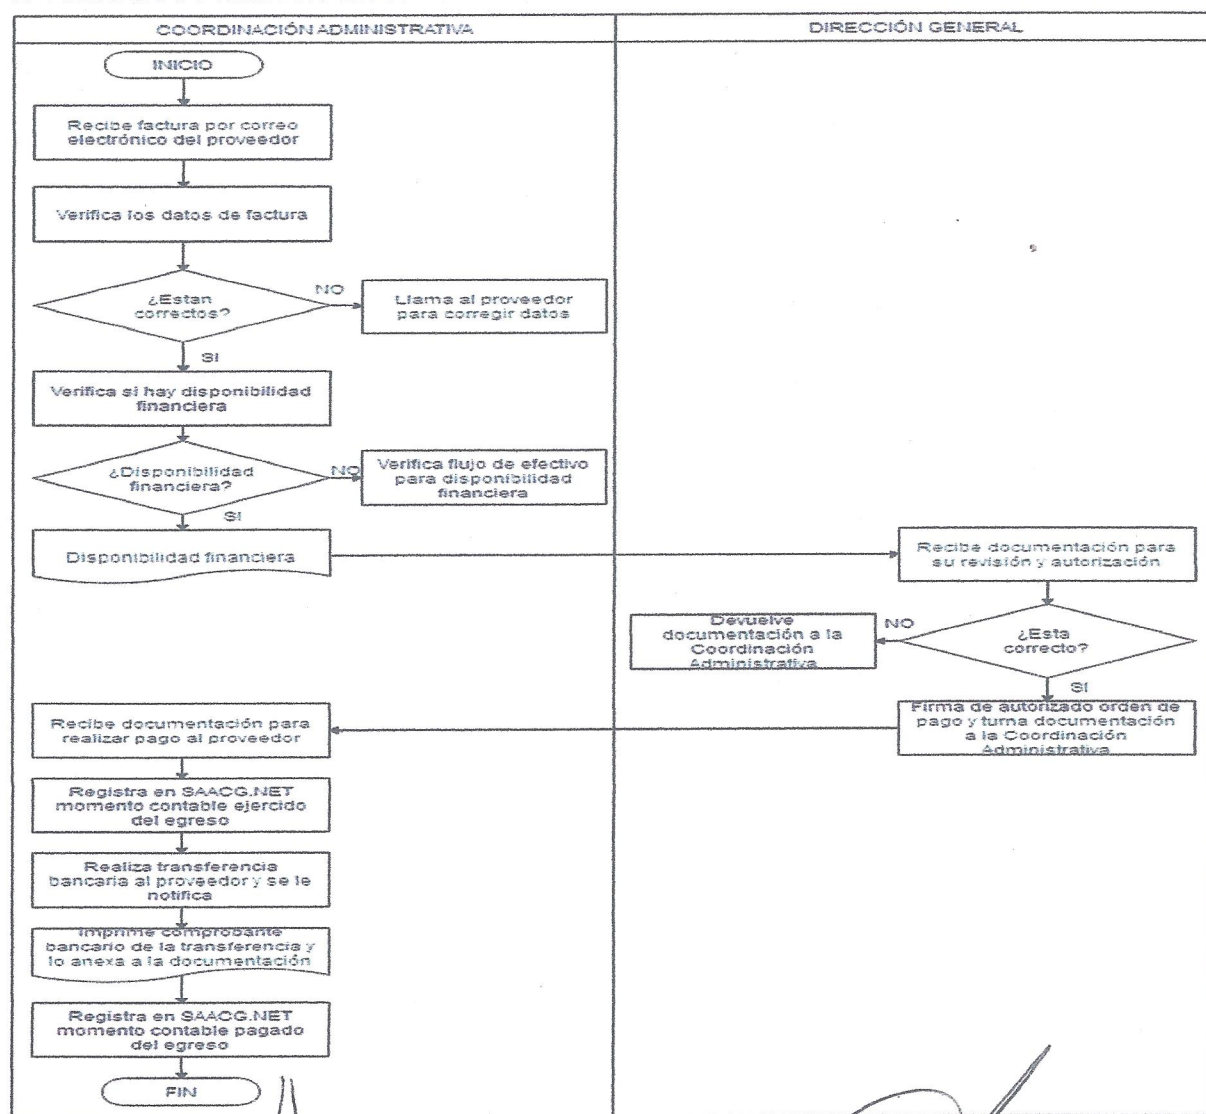 COORDINACIÓN ADMINISTRATIVA
DIRECCIÓN GENERAL
INICIO
Recibe factura por correo
electrónico del proveedor
Verifica los datos de factura
¿Estan
correctos?
NO
Llama al proveedor
para corregir datos
SI
Verifica si hay disponibilidad
financiera
¿Disponibilidad
financiera?
NO
Verifica flujo de efectivo
para disponibilidad
financiera
SI
Disponibilidad financiera
Recibe documentación para
su revisión y autorización
¿Esta
correcto?
NO
Devuelve
documentación a la
Coordinación
Administrativa
SI
Firma de autorizado orden de
pago y turna documentación
a la Coordinación
Administrativa
Recibe documentación para
realizar pago al proveedor
Registra en SAACG.NET
momento contable ejercido
del egreso
Realiza transferencia
bancaria al proveedor y se le
notifica
Imprime comprobante
bancario de la transferencia y
lo anexa a la documentación
Registra en SAACG.NET
momento contable pagado
del egreso
FIN